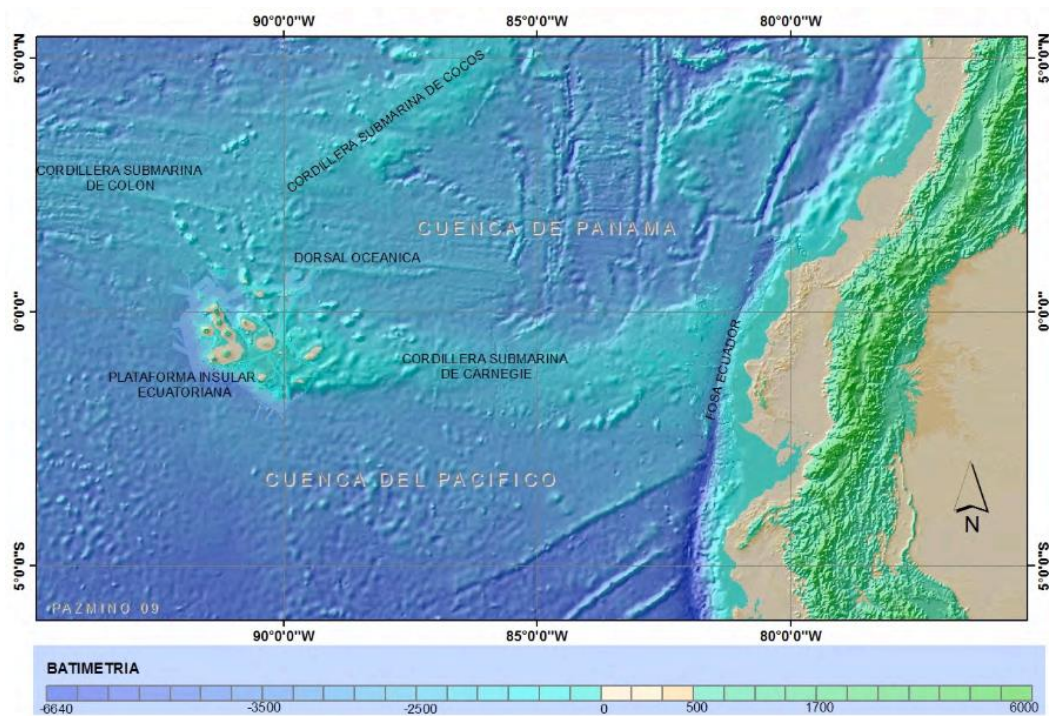 90°0'0"W 85°0'0"W 80°0'0"W
5°0'0"N 5°0'0"N
CORDILLERA SUBMARINA DE COCOS
CORDILLERA SUBMARINA
DE COLON
CUENCA DE PANAMA
DORSAL OCEANICA
0°0'0" 0°0'0"
FOSA ECUADOR
CORDILLERA SUBMARINA
DE CARNEGIE
PLATAFORMA INSULAR
ECUATORIANA
CUENCA DEL PACIFICO
N
5°0'0"S 5°0'0"S
PAZMINO 09
90°0'0"W 85°0'0"W 80°0'0"W
BATIMETRIA
-6640 -3500 -2500 0 500 1700 6000